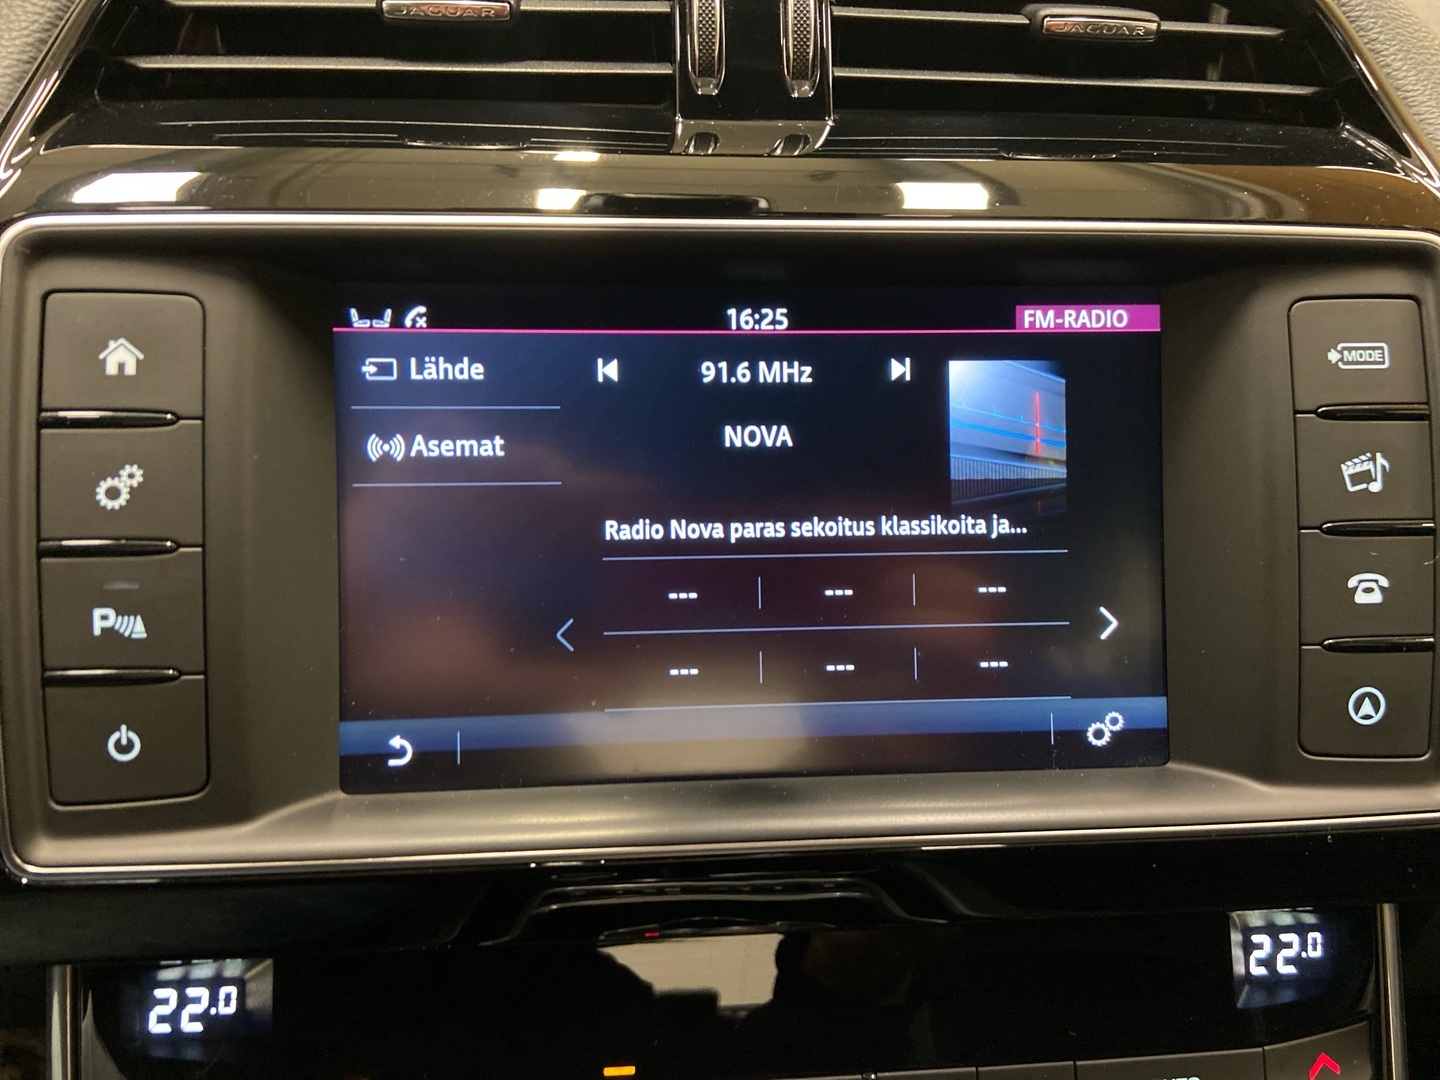 JAGUAR
JAGUAR
16:25
FM-RADIO
Lähde
91.6 MHz
MODE
Asemat
NOVA
Radio Nova paras sekoitus klassikoita ja...
--- --- ---
P
--- --- ---
22.0
22.0